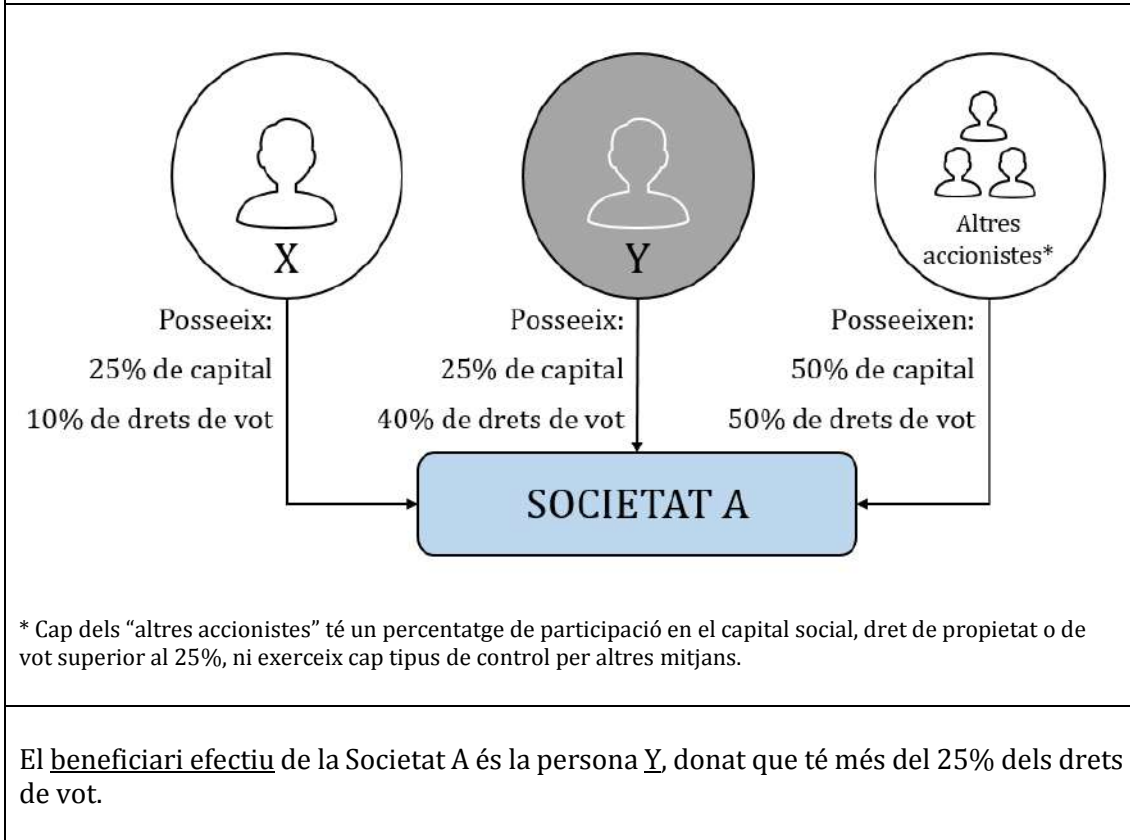 X
Posseeix:
25% de capital
10% de drets de vot
Y
Posseeix:
25% de capital
40% de drets de vot
Altres
accionistes*
Posseeixen:
50% de capital
50% de drets de vot
SOCIETAT A
* Cap dels “altres accionistes” té un percentatge de participació en el capital social, dret de propietat o de
vot superior al 25%, ni exerceix cap tipus de control per altres mitjans.
El beneficiari efectiu de la Societat A és la persona Y, donat que té més del 25% dels drets
de vot.